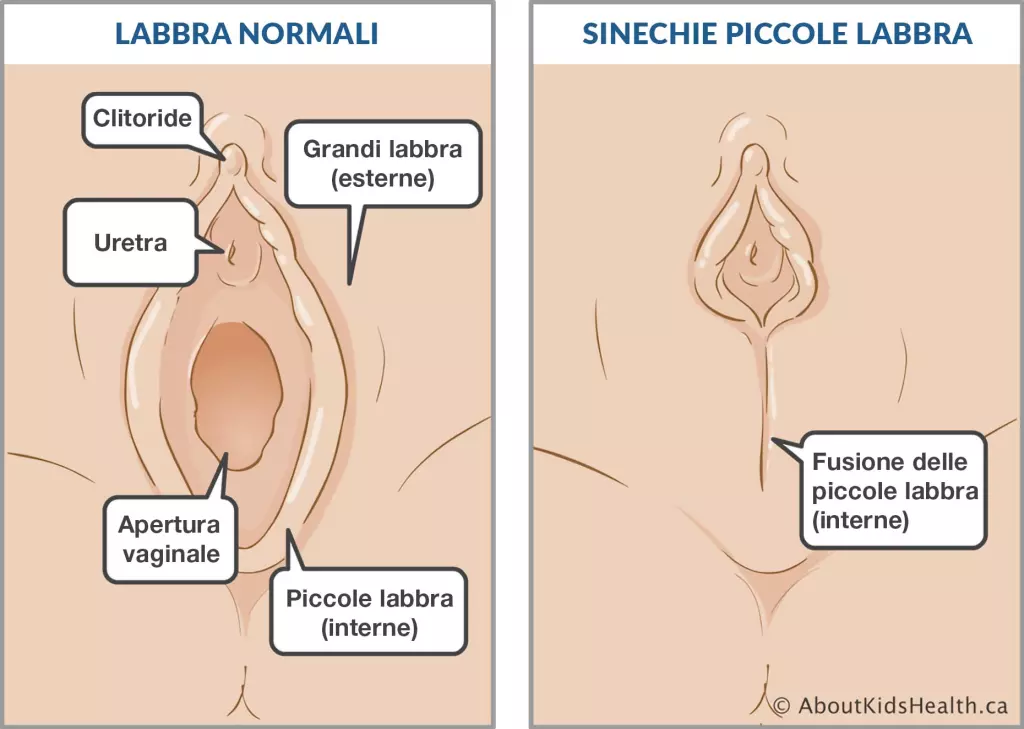 LABBRA NORMALI
Clitoride
Grandi labbra
(esterne)
Uretra
Apertura
vaginale
Piccole labbra
(interne)
SINECHIE PICCOLE LABBRA
Fusione delle
piccole labbra
(interne)
© AboutKidsHealth.ca